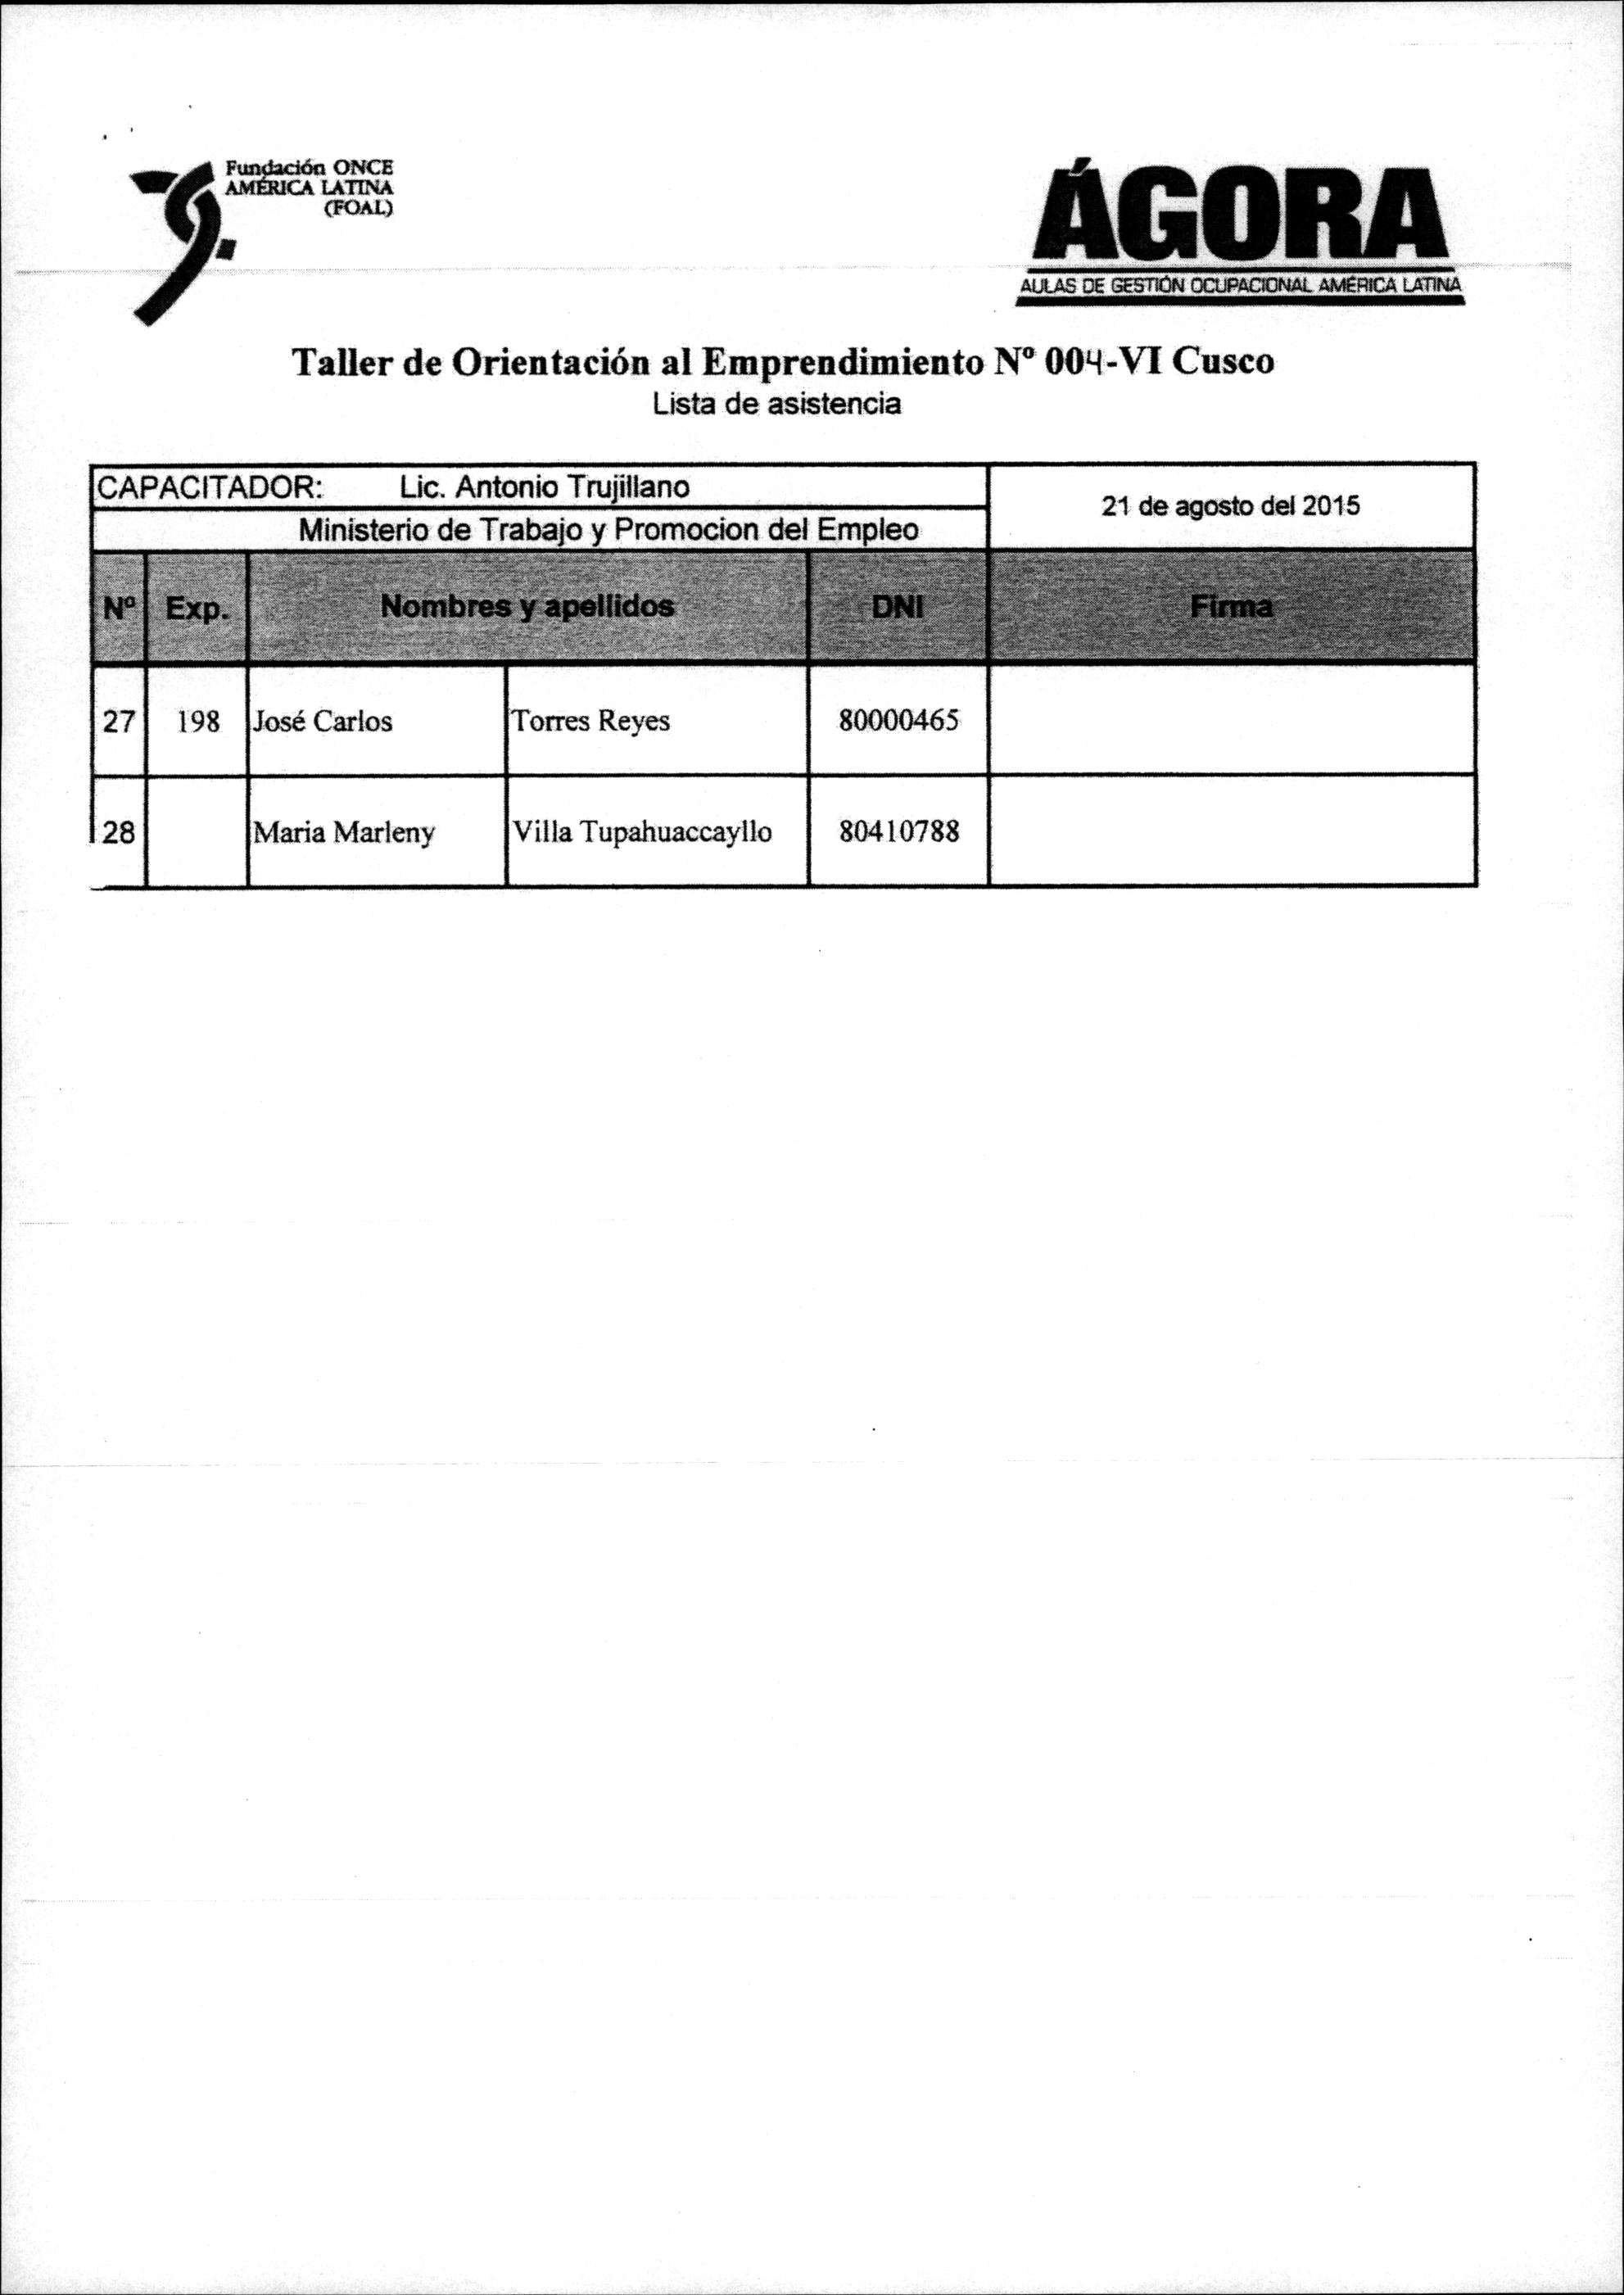 Fundación ONCE
AMÉRICA LATINA
(FOAL)
ÁGORA
AULAS DE GESTIÓN OCUPACIONAL AMÉRICA LATINA
Taller de Orientación al Emprendimiento Nº 004-VI Cusco
Lista de asistencia
CAPACITADOR: Lic. Antonio Trujillano
21 de agosto del 2015
Ministerio de Trabajo y Promocion del Empleo
Nº Exp. Nombres y apellidos DNI Firma
27 198 José Carlos Torres Reyes 80000465
28 Maria Marleny Villa Tupahuaccayllo 80410788